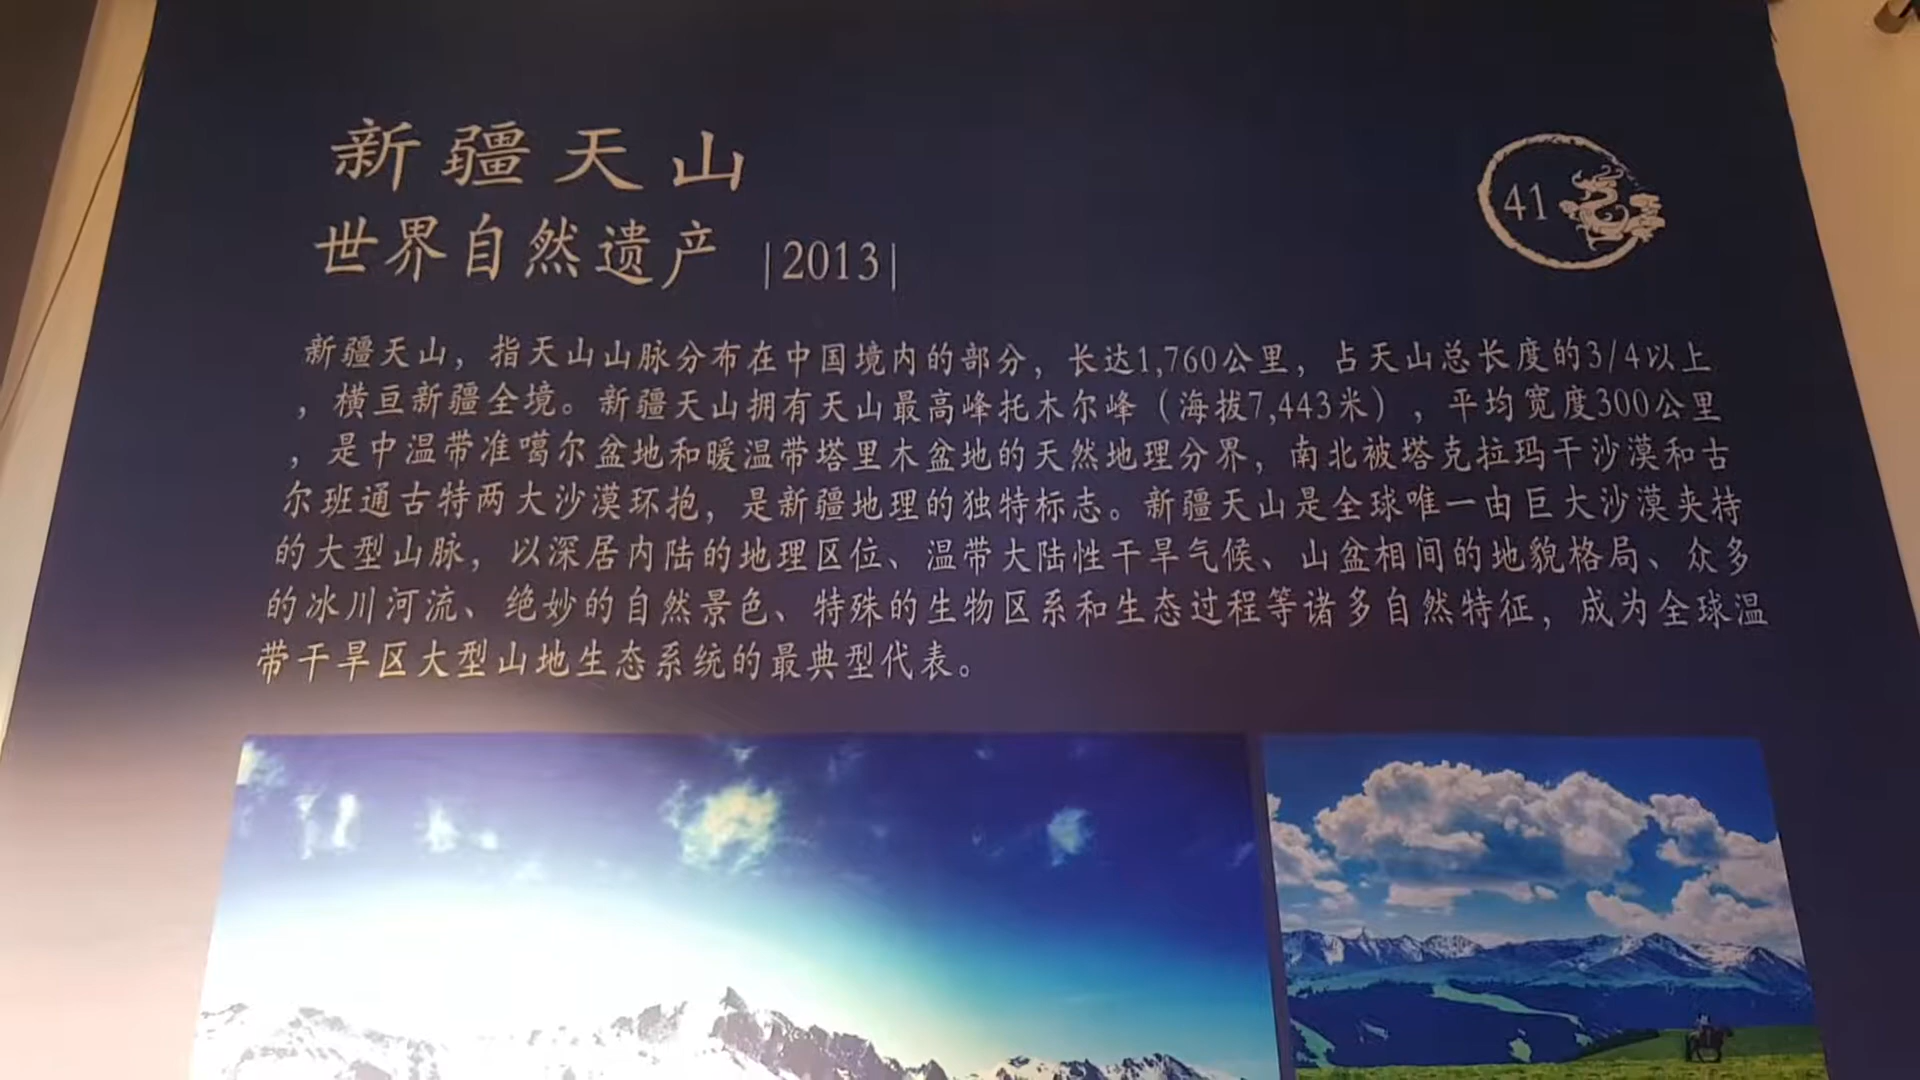 新疆天山
世界自然遗产 |2013|
41
新疆天山，指天山山脉分布在中国境内的部分，长达1,760公里，占天山总长度的3/4以上
，横亘新疆全境。新疆天山拥有天山最高峰托木尔峰（海拔7,443米），平均宽度300公里
，是中温带准噶尔盆地和暖温带塔里木盆地的天然地理分界，南北被塔克拉玛干沙漠和古
尔班通古特两大沙漠环抱，是新疆地理的独特标志。新疆天山是全球唯一由巨大沙漠夹持
的大型山脉，以深居内陆的地理区位、温带大陆性干旱气候、山盆相间的地貌格局、众多
的冰川河流、绝妙的自然景色、特殊的生物区系和生态过程等诸多自然特征，成为全球温
带干旱区大型山地生态系统的最典型代表。